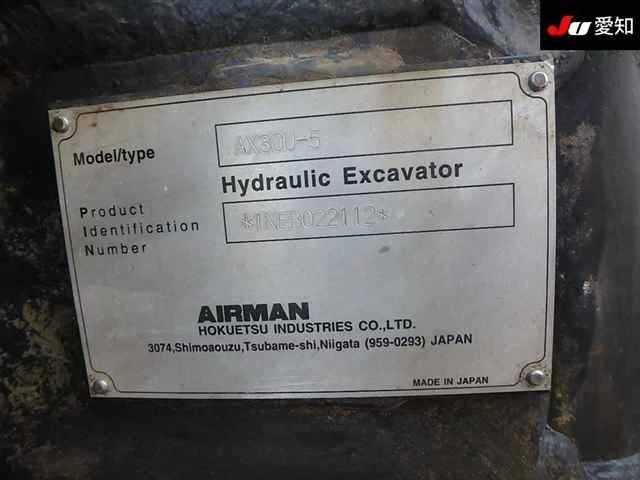 JU 愛知
Model/type AX30U-5
Hydraulic Excavator
Product
Identification *1NEB022112*
Number
AIRMAN
HOKUETSU INDUSTRIES CO.,LTD.
3074,Shimoaouzu,Tsubame-shi,Niigata (959-0293) JAPAN
MADE IN JAPAN